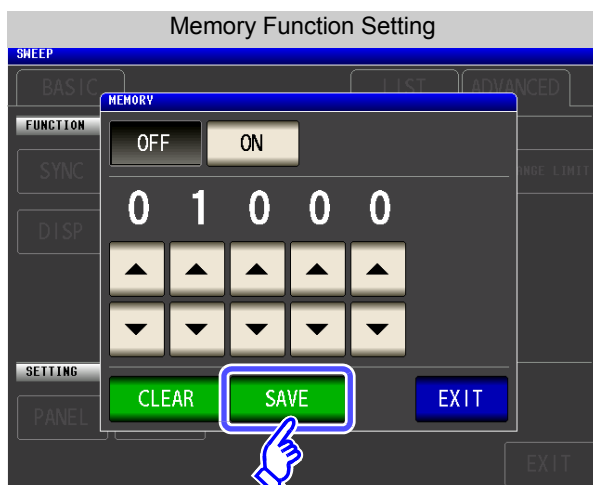 Memory Function Setting
SWEEP
BASIC LIST ADVANCED
MEMORY
FUNCTION
OFF ON
SYNC LIMIT
0 1 0 0 0
DISP
SETTING
CLEAR SAVE EXIT
PANEL
EXIT